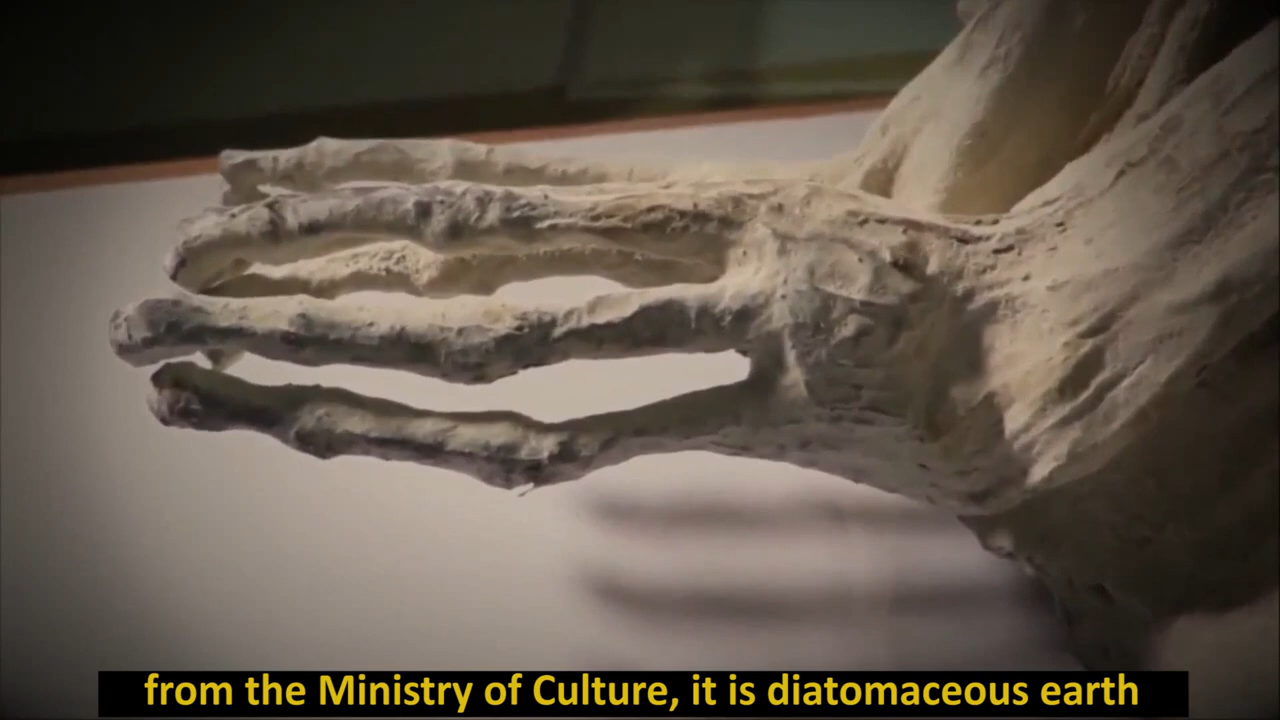 from the Ministry of Culture, it is diatomaceous earth